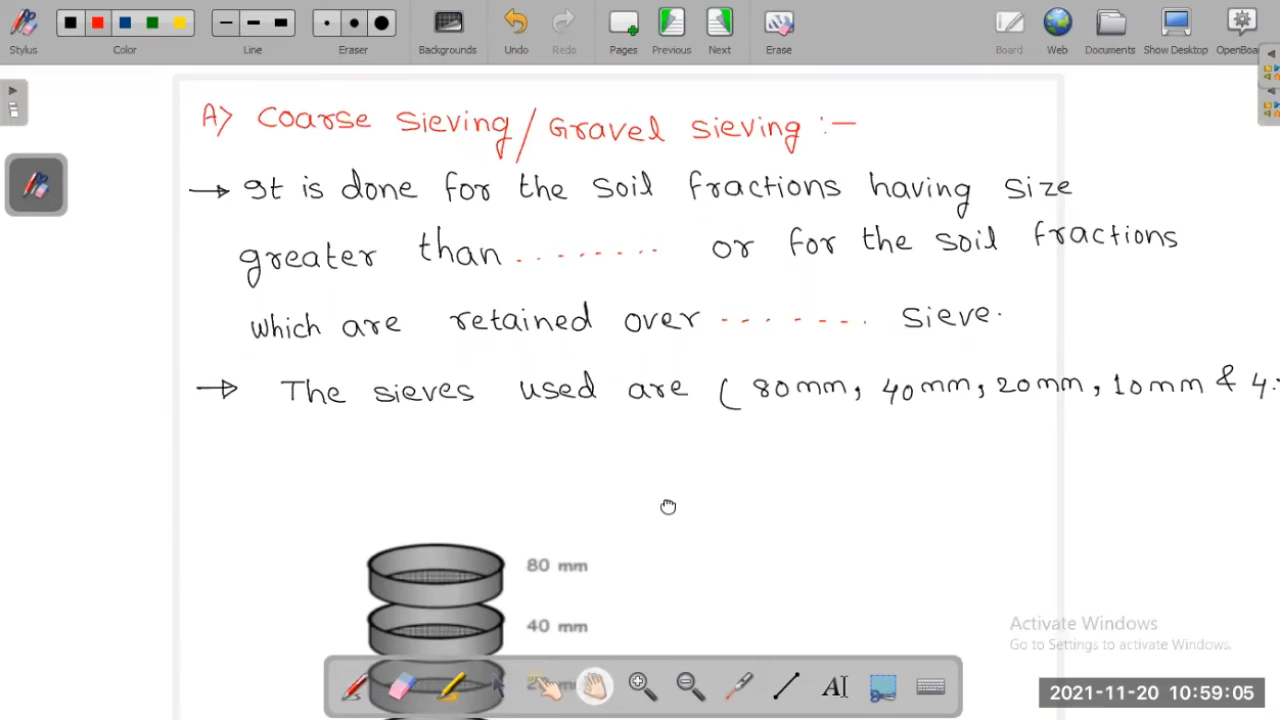 Stylus Color Line Eraser Backgrounds Undo Redo Pages Previous Next Erase Board Web Documents Show Desktop OpenBoa
A) Coarse sieving/Gravel sieving :-
→ It is done for the soil fractions having size
greater than ........ or for the soil fractions
which are retained over ....... sieve.
→ The sieves used are (80mm, 40mm, 20mm, 10mm & 4.
80 mm
40 mm
Activate Windows
Go to Settings to activate Windows.
2021-11-20 10:59:05